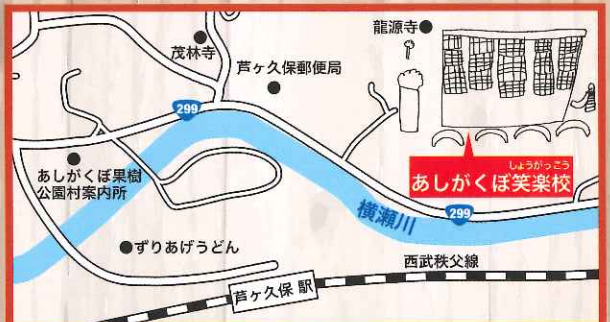 龍源寺
茂林寺
芦ヶ久保郵便局
299
しょうがっこう
あしがくぼ笑楽校
あしがくぼ果樹
公園村案内所
横瀬川
299
ずりあげうどん
西武秩父線
芦ヶ久保 駅